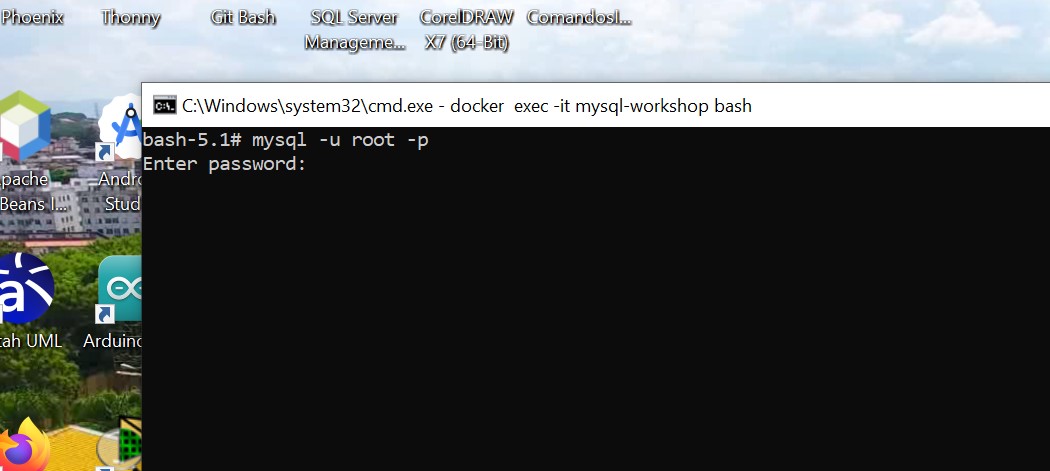 Phoenix
Thonny
Git Bash
SQL Server
Manageme...
CorelDRAW
X7 (64-Bit)
ComandosI...
C:\Windows\system32\cmd.exe - docker  exec -it mysql-workshop bash
bash-5.1# mysql -u root -p
Enter password:
pache
Beans I...
Andro
Stud
tah UML
Arduino